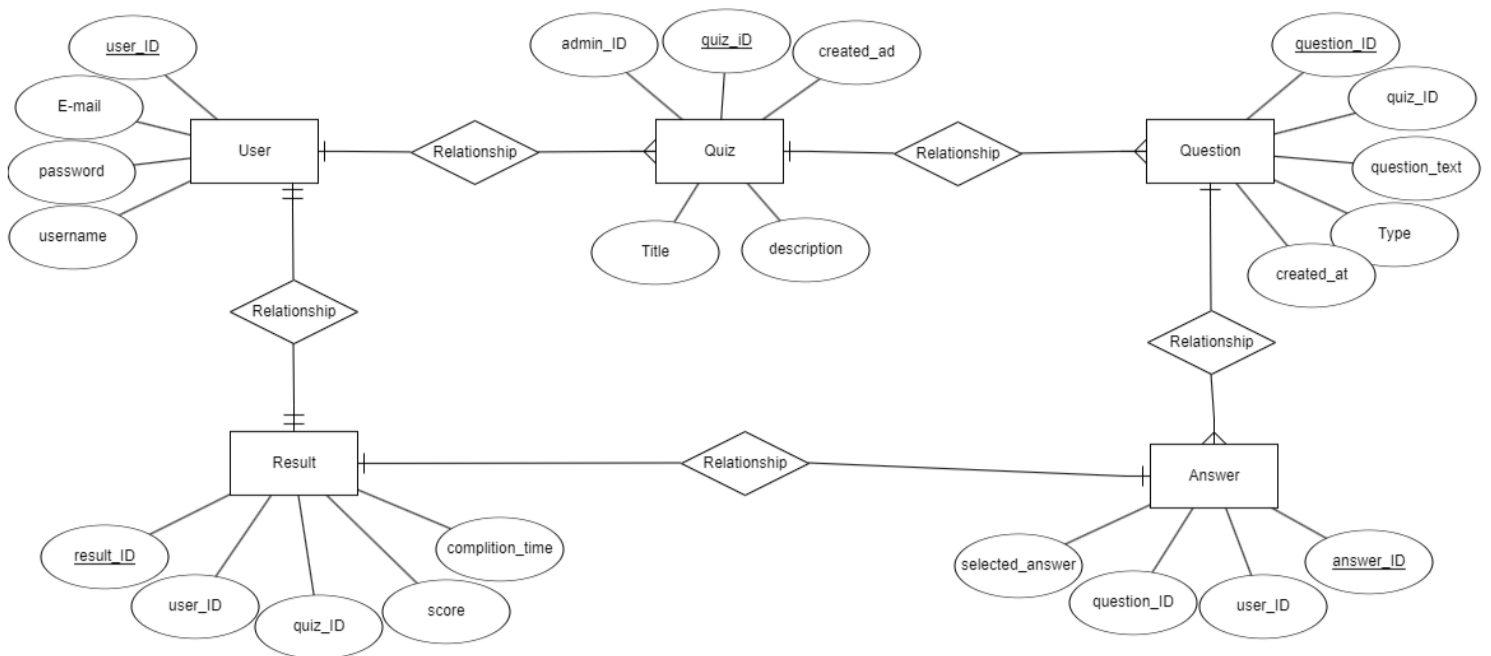 user_ID
E-mail
password
username
User
Relationship
admin_ID
quiz_iD
created_ad
Quiz
Title
description
Relationship
question_ID
quiz_ID
question_text
Type
created_at
Question
Relationship
Relationship
Result
Relationship
Answer
result_ID
user_ID
quiz_ID
score
complition_time
selected_answer
question_ID
user_ID
answer_ID